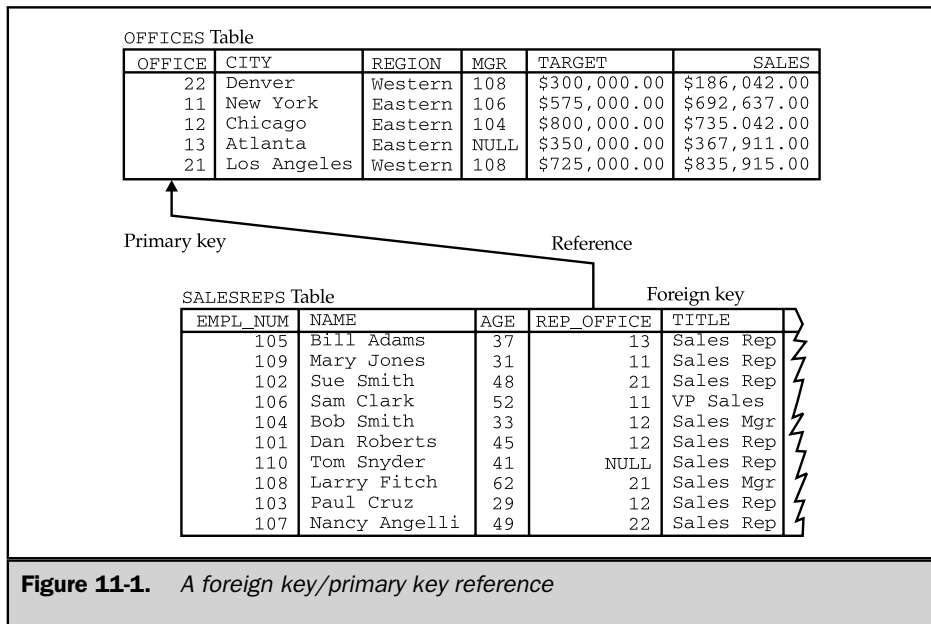 OFFICES Table
OFFICE CITY REGION MGR TARGET SALES
22 Denver Western 108 $300,000.00 $186,042.00
11 New York Eastern 106 $575,000.00 $692,637.00
12 Chicago Eastern 104 $800,000.00 $735.042.00
13 Atlanta Eastern NULL $350,000.00 $367,911.00
21 Los Angeles Western 108 $725,000.00 $835,915.00
Primary key Reference
SALESREPS Table Foreign key
EMPL_NUM NAME AGE REP_OFFICE TITLE
105 Bill Adams 37 13 Sales Rep
109 Mary Jones 31 11 Sales Rep
102 Sue Smith 48 21 Sales Rep
106 Sam Clark 52 11 VP Sales
104 Bob Smith 33 12 Sales Mgr
101 Dan Roberts 45 12 Sales Rep
110 Tom Snyder 41 NULL Sales Rep
108 Larry Fitch 62 21 Sales Mgr
103 Paul Cruz 29 12 Sales Rep
107 Nancy Angelli 49 22 Sales Rep
Figure 11-1. A foreign key/primary key reference